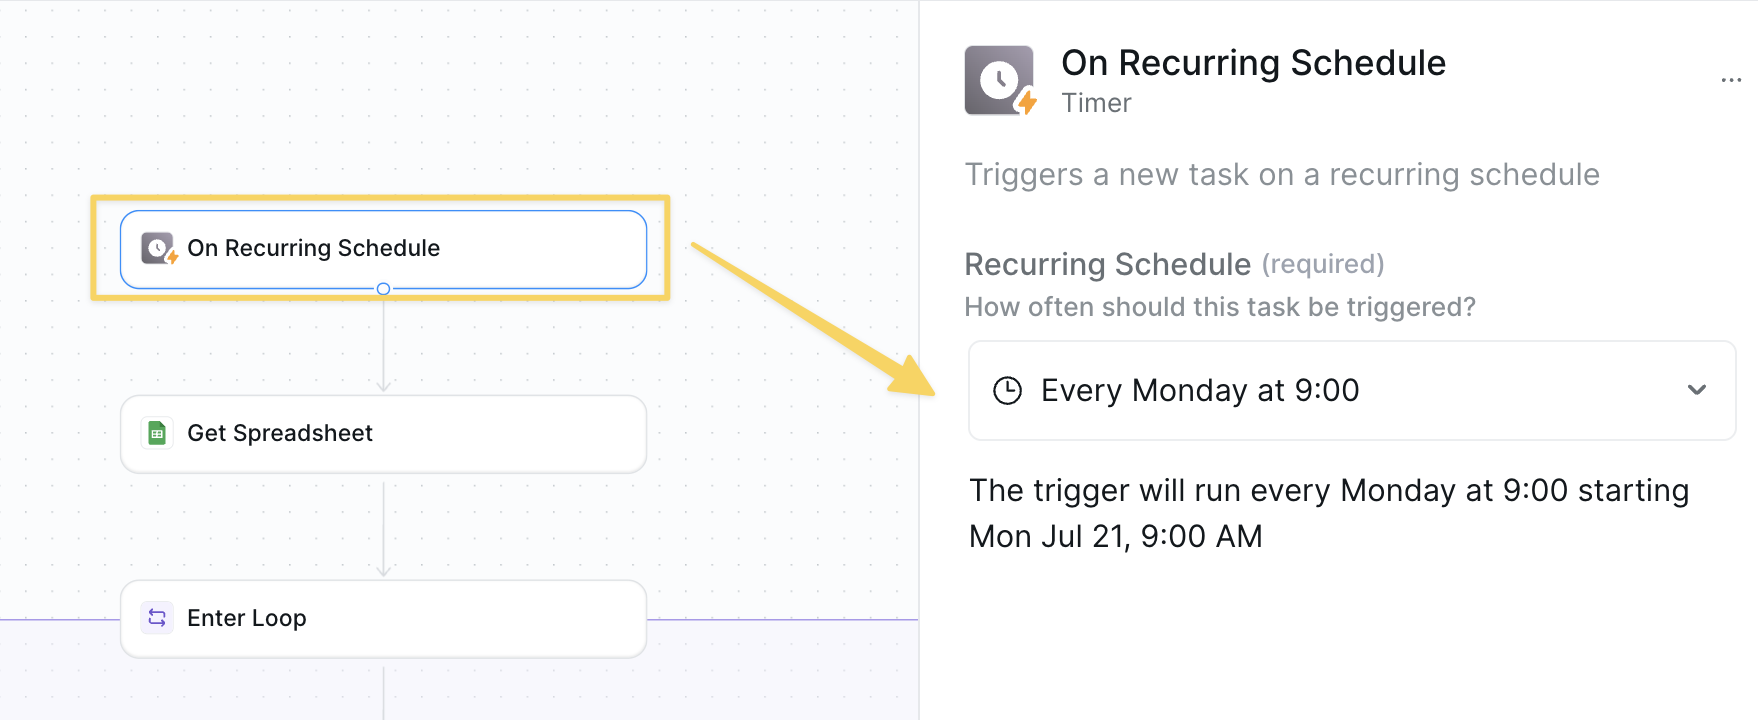 On Recurring Schedule
Get Spreadsheet
Enter Loop
On Recurring Schedule
Timer
Triggers a new task on a recurring schedule
Recurring Schedule (required)
How often should this task be triggered?
Every Monday at 9:00
The trigger will run every Monday at 9:00 starting
Mon Jul 21, 9:00 AM